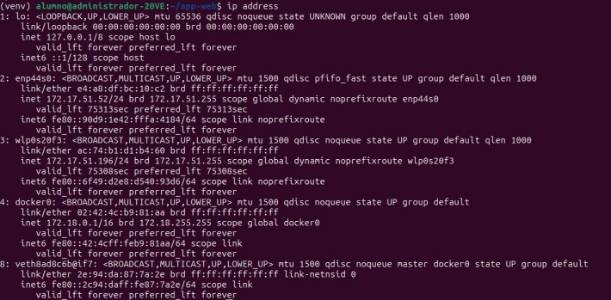 (venv) alumno@administrador-20VE:~/app-web$ ip address
1: lo: <LOOPBACK,UP,LOWER_UP> mtu 65536 qdisc noqueue state UNKNOWN group default qlen 1000
link/loopback 00:00:00:00:00:00 brd 00:00:00:00:00:00
inet 127.0.0.1/8 scope host lo
valid_lft forever preferred_lft forever
inet6 ::1/128 scope host
valid_lft forever preferred_lft forever
2: enp44s0: <BROADCAST,MULTICAST,UP,LOWER_UP> mtu 1500 qdisc pfifo_fast state UP group default qlen 1000
link/ether e4:a8:df:bc:10:c2 brd ff:ff:ff:ff:ff:ff
inet 172.17.51.52/24 brd 172.17.51.255 scope global dynamic noprefixroute enp44s0
valid_lft 75313sec preferred_lft 75313sec
inet6 fe80::90d9:1e42:fffa:4184/64 scope link noprefixroute
valid_lft forever preferred_lft forever
3: wlp0s20f3: <BROADCAST,MULTICAST,UP,LOWER_UP> mtu 1500 qdisc noqueue state UP group default qlen 1000
link/ether ac:74:b1:d1:b4:60 brd ff:ff:ff:ff:ff:ff
inet 172.17.51.196/24 brd 172.17.51.255 scope global dynamic noprefixroute wlp0s20f3
valid_lft 75308sec preferred_lft 75308sec
inet6 fe80::6f49:d2e8:d540:93d6/64 scope link noprefixroute
valid_lft forever preferred_lft forever
4: docker0: <BROADCAST,MULTICAST,UP,LOWER_UP> mtu 1500 qdisc noqueue state UP group default
link/ether 02:42:4c:b9:81:aa brd ff:ff:ff:ff:ff:ff
inet 172.18.0.1/16 brd 172.18.255.255 scope global docker0
valid_lft forever preferred_lft forever
inet6 fe80::42:4cff:feb9:81aa/64 scope link
valid_lft forever preferred_lft forever
8: veth8ad8c6b@if7: <BROADCAST,MULTICAST,UP,LOWER_UP> mtu 1500 qdisc noqueue master docker0 state UP group default
link/ether 2e:94:da:87:7a:2e brd ff:ff:ff:ff:ff:ff link-netnsid 0
inet6 fe80::2c94:daff:fe87:7a2e/64 scope link
valid_lft forever preferred_lft forever